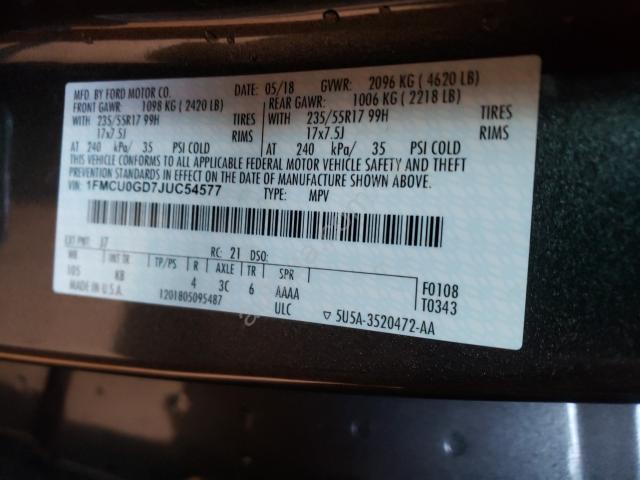 MFD. BY FORD MOTOR CO. 05/18 GVWR: 2096 KG ( 4620 LB)
FRONT GAWR: 1098 KG ( 2420 LB) REAR GAWR: 1006 KG ( 2218 LB)
WITH 235/55R17 99H TIRES WITH 235/55R17 99H TIRES
17x7.5J RIMS 17x7.5J RIMS
AT 240 kPa/ 35 PSI COLD AT 240 kPa/ 35 PSI COLD
THIS VEHICLE CONFORMS TO ALL APPLICABLE FEDERAL MOTOR VEHICLE SAFETY AND THEFT
PREVENTION STANDARDS IN EFFECT ON THE DATE OF MANUFACTURE SHOWN ABOVE.
VIN: 1FMCU0GD7JUC54577 TYPE: MPV
EXT PNT: J7 RC: 21 DSO:
WB INT TR TP/PS R AXLE TR SPR
105 KB 4 3C 6 AAAA F0108
MADE IN U.S.A. 1201805095487 ULC ▽ 5U5A-3520472-AA T0343